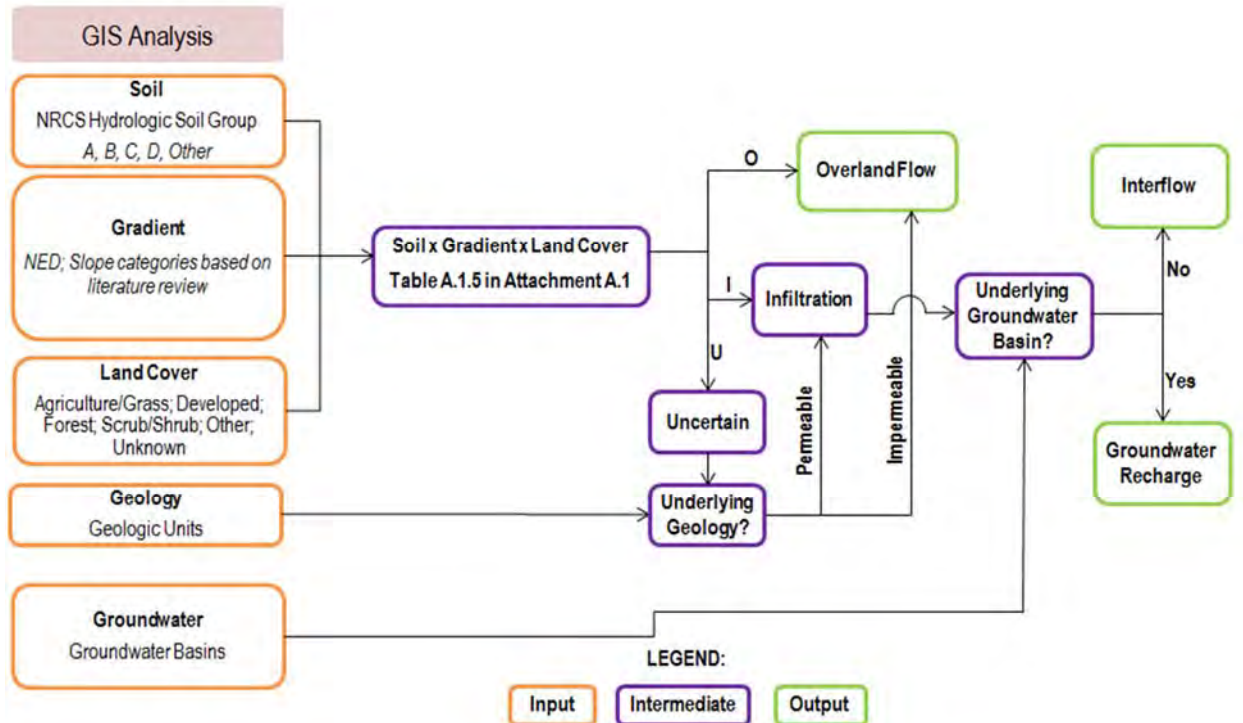 GIS Analysis
Soil
NRCS Hydrologic Soil Group
A, B, C, D, Other
Gradient
NED; Slope categories based on
literature review
Land Cover
Agriculture/Grass; Developed;
Forest; Scrub/Shrub; Other;
Unknown
Geology
Geologic Units
Groundwater
Groundwater Basins
Soil x Gradient x Land Cover
Table A.1.5 in Attachment A.1
O
I
U
Overland Flow
Infiltration
Uncertain
Underlying
Geology?
Permeable
Impermeable
Underlying
Groundwater
Basin?
No
Yes
Interflow
Groundwater
Recharge
LEGEND:
Input
Intermediate
Output